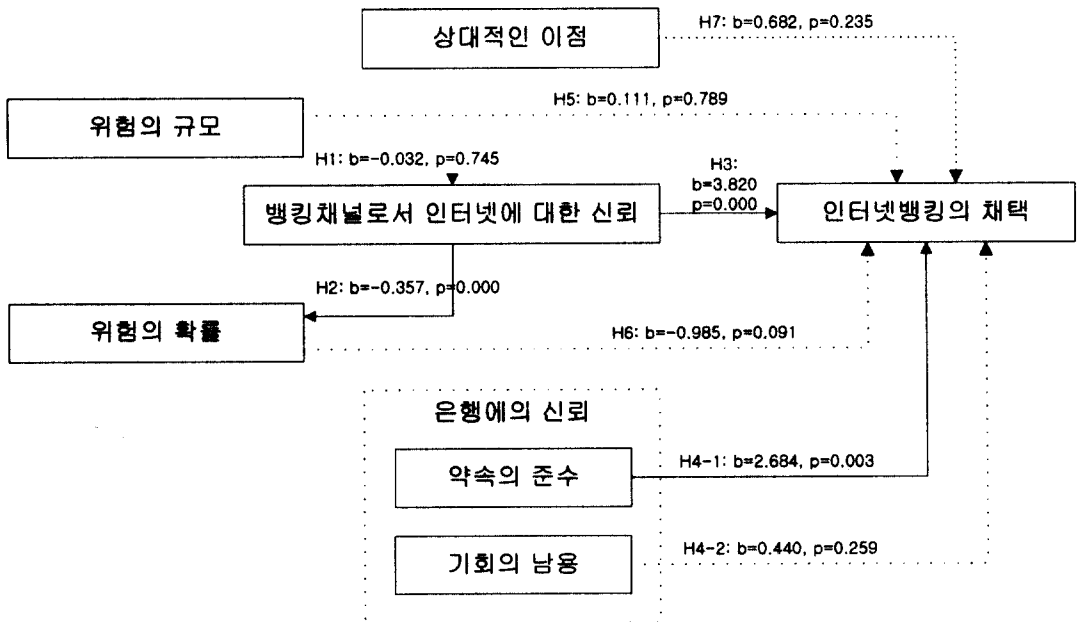 상대적인 이점
H7: b=0.682, p=0.235
위험의 규모
H5: b=0.111, p=0.789
H1: b=-0.032, p=0.745
뱅킹채널로서 인터넷에 대한 신뢰
H3:
b=3.820
p=0.000
인터넷뱅킹의 채택
H2: b=-0.357, p=0.000
위험의 확률
H6: b=-0.985, p=0.091
은행에의 신뢰
약속의 준수
H4-1: b=2.684, p=0.003
기회의 남용
H4-2: b=0.440, p=0.259